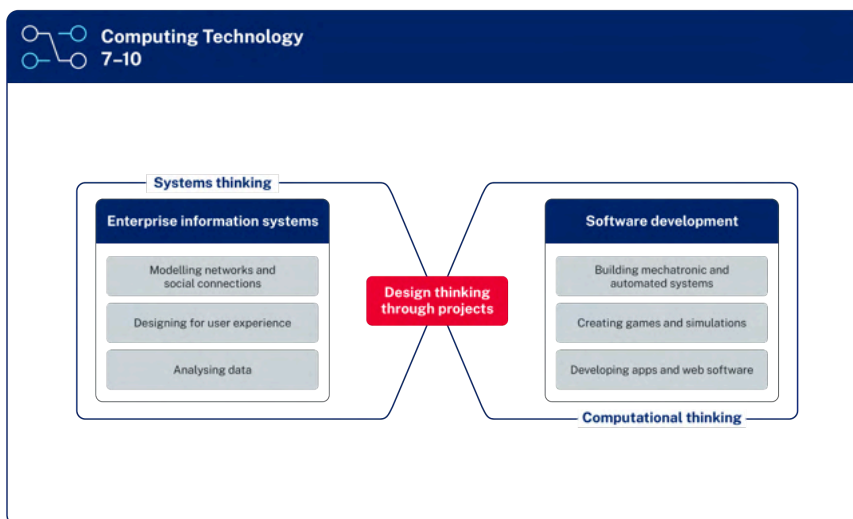 Computing Technology
7–10
Systems thinking
Enterprise information systems
Modelling networks and
social connections
Designing for user experience
Analysing data
Design thinking
through projects
Software development
Building mechatronic and
automated systems
Creating games and simulations
Developing apps and web software
Computational thinking